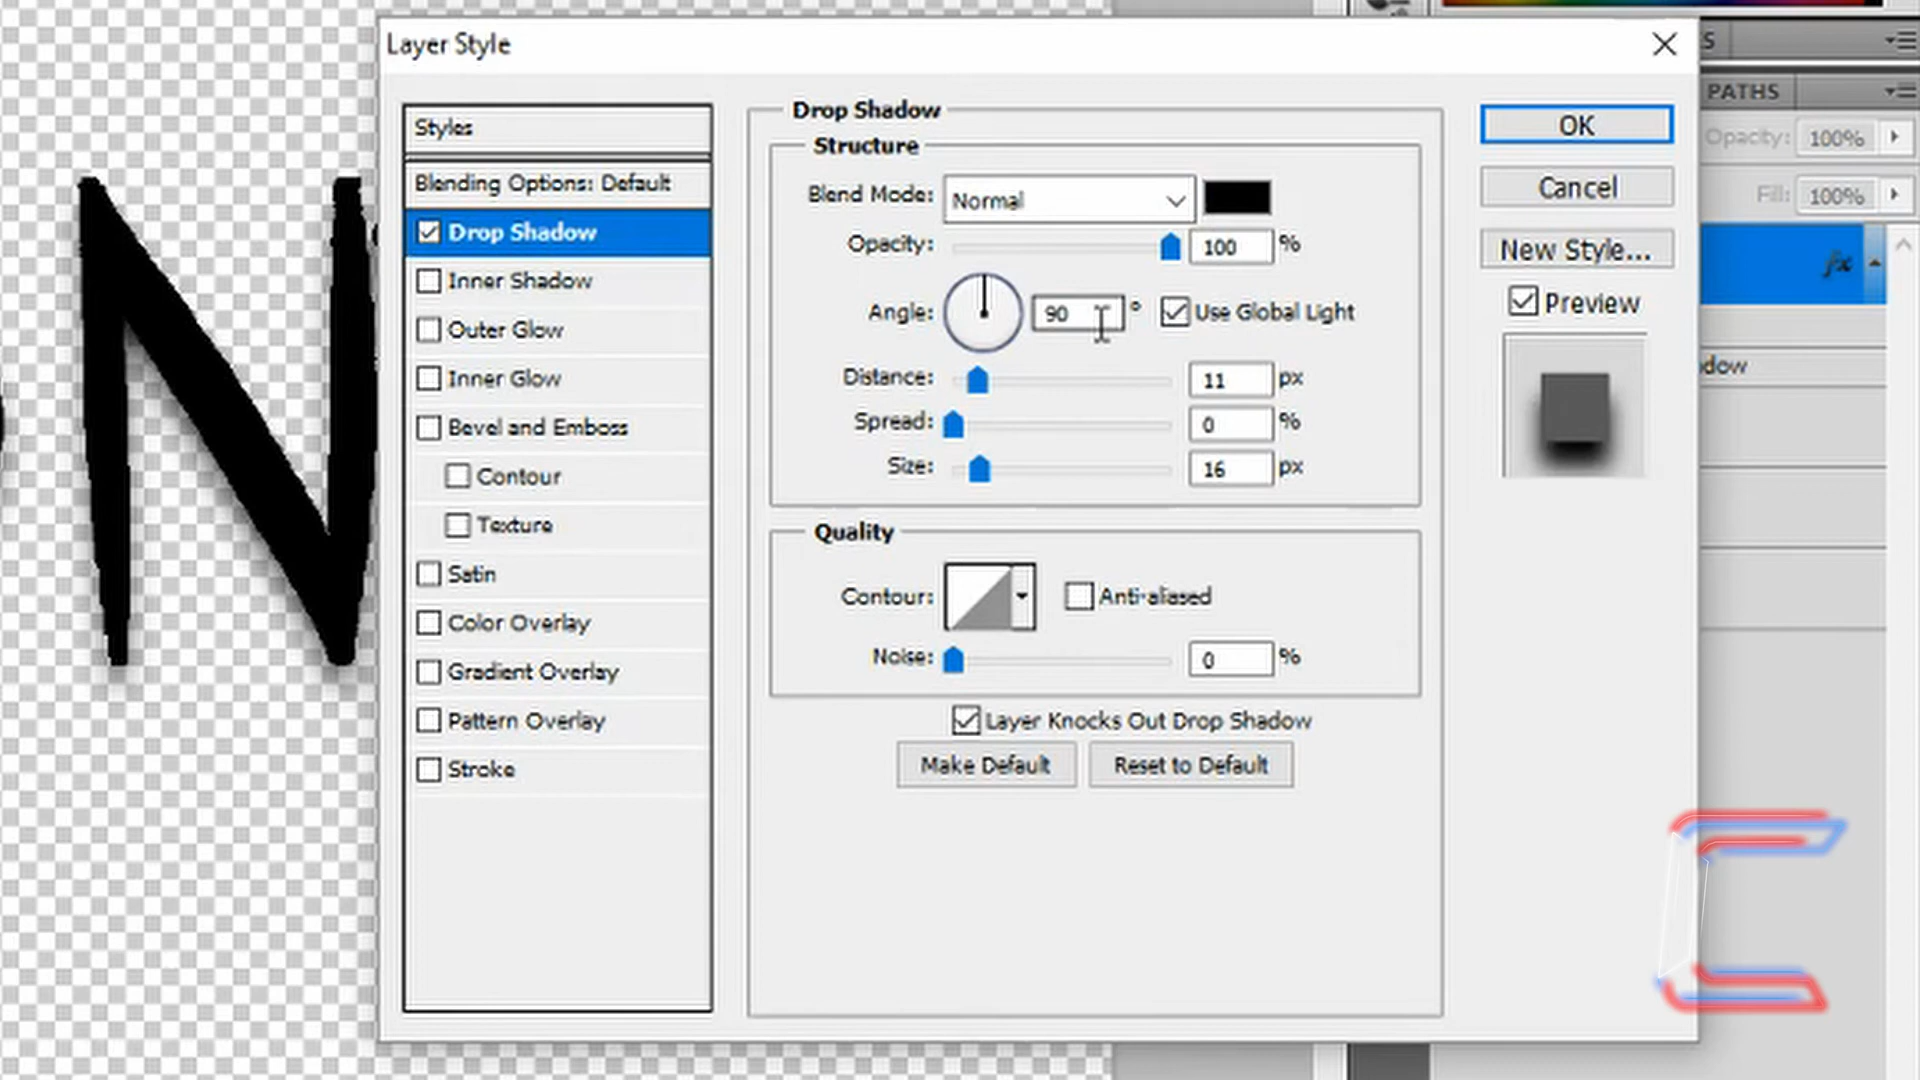 Layer Style
S
PATHS
Opacity: 100%
Fill: 100%
fx
Styles
Blending Options: Default
Drop Shadow
Inner Shadow
Outer Glow
Inner Glow
Bevel and Emboss
Contour
Texture
Satin
Color Overlay
Gradient Overlay
Pattern Overlay
Stroke
Drop Shadow
Structure
Blend Mode: Normal
Opacity: 100 %
Angle: 90 ° Use Global Light
Distance: 11 px
Spread: 0 %
Size: 16 px
Quality
Contour: Anti-aliased
Noise: 0 %
Layer Knocks Out Drop Shadow
Make Default Reset to Default
OK
Cancel
New Style...
Preview
N